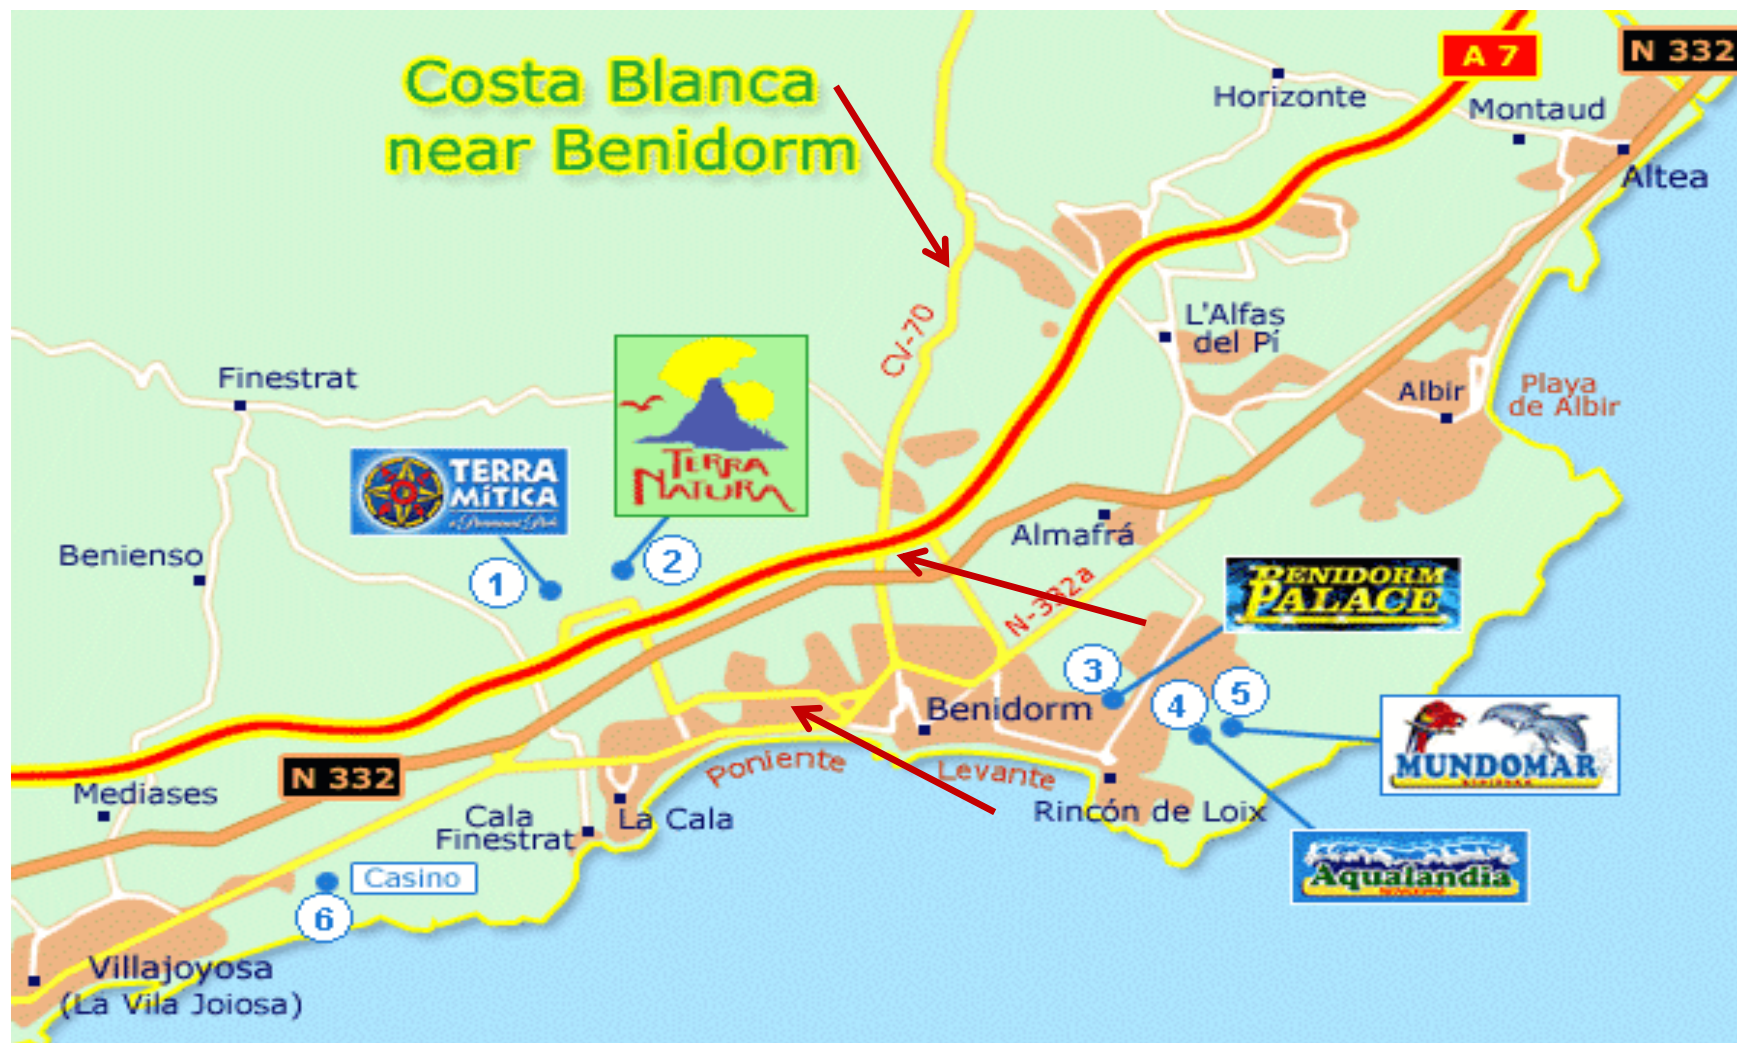 Costa Blanca
near Benidorm
A 7
N 332
Horizonte
Montaud
Altea
CV-70
L'Alfas
del Pí
Finestrat
Albir
Playa
de Albir
TERRA
MíTICA
TERRA
NATURA
Almafrá
Benienso
1
2
N-332a
BENIDORM
PALACE
3
4
5
Benidorm
MUNDOMAR
Poniente
Levante
N 332
Mediases
Cala
Finestrat
La Cala
Rincón de Loix
Aqualandia
Casino
6
Villajoyosa
(La Vila Joiosa)